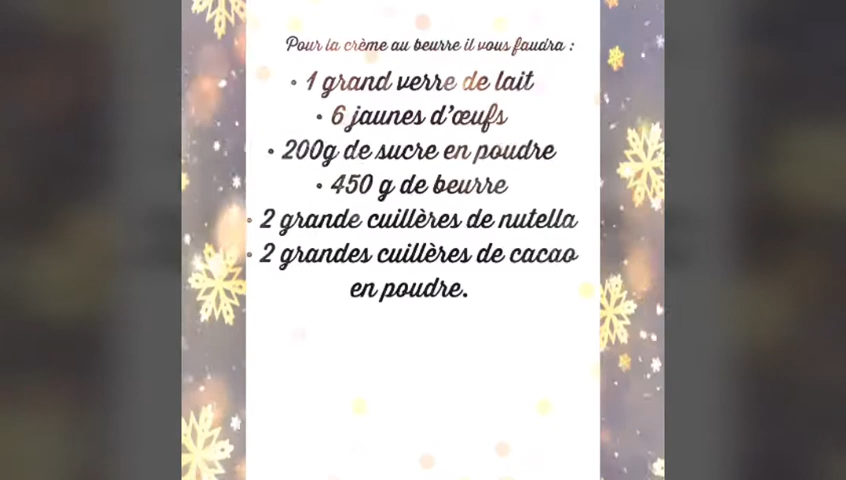 Pour la crème au beurre il vous faudra :
• 1 grand verre de lait
• 6 jaunes d'œufs
• 200g de sucre en poudre
• 450 g de beurre
• 2 grande cuillères de nutella
• 2 grandes cuillères de cacao
en poudre.